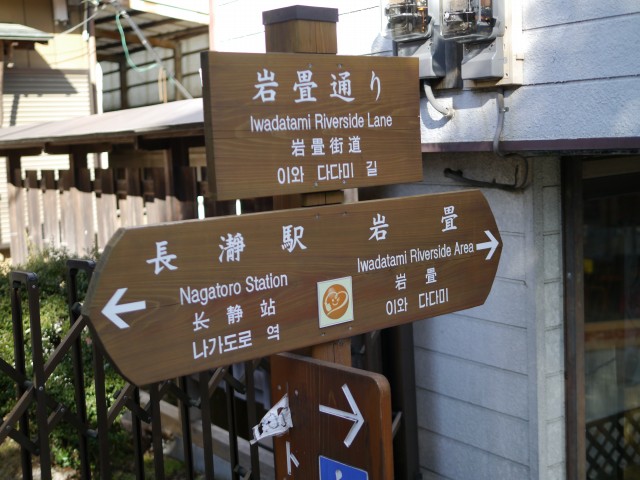 岩畳通り
Iwadatami Riverside Lane
岩畳街道
이와 다다미 길
長瀞駅
Nagatoro Station
长静站
나가도로 역
岩畳
Iwadatami Riverside Area
岩畳
이와 다다미